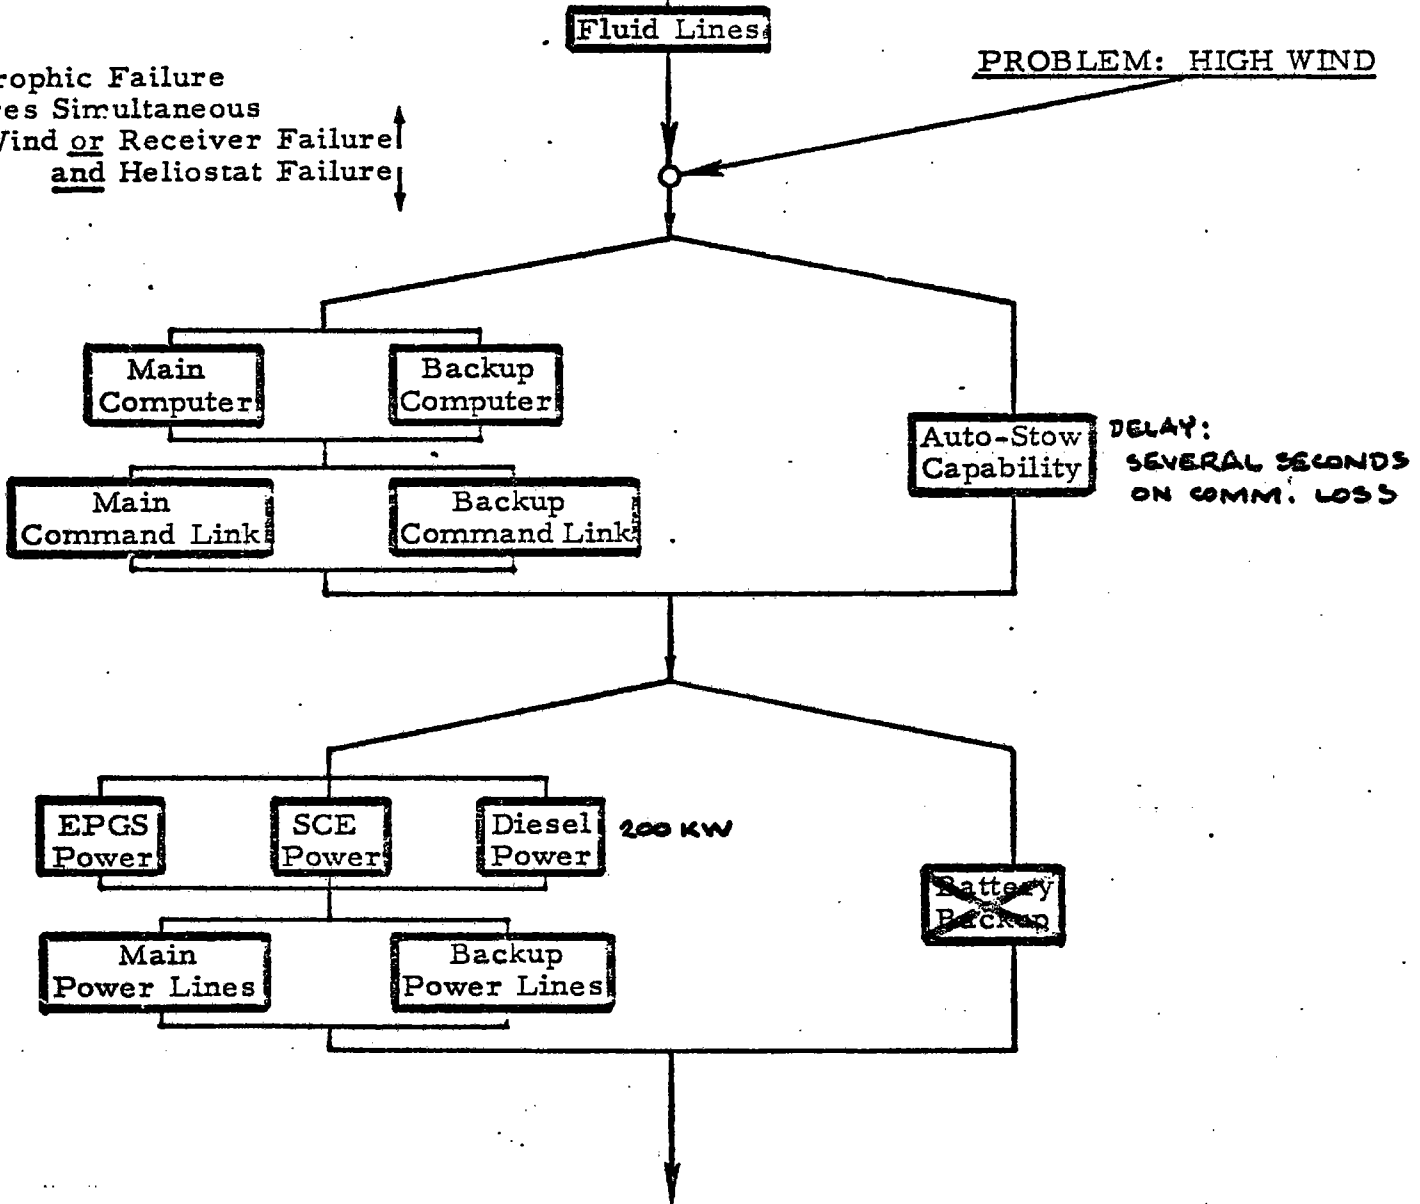 Fluid Lines
PROBLEM: HIGH WIND
rophic Failure
res Simultaneous
Wind or Receiver Failure
and Heliostat Failure
Main
Computer
Backup
Computer
Auto-Stow
Capability
DELAY:
SEVERAL SECONDS
ON COMM. LOSS
Main
Command Link
Backup
Command Link
EPGS
Power
SCE
Power
Diesel
Power
200 KW
Battery
Backup
Main
Power Lines
Backup
Power Lines